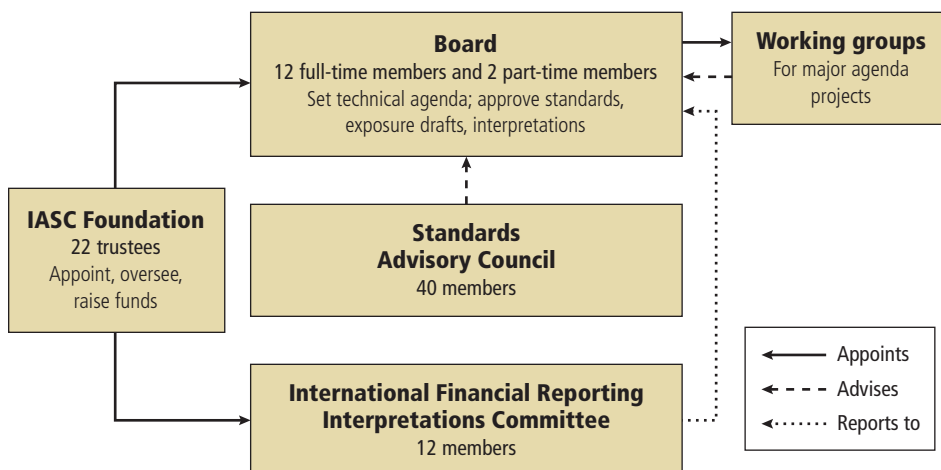 Board
12 full-time members and 2 part-time members
Set technical agenda; approve standards,
exposure drafts, interpretations
Working groups
For major agenda
projects
IASC Foundation
22 trustees
Appoint, oversee,
raise funds
Standards
Advisory Council
40 members
International Financial Reporting
Interpretations Committee
12 members
Appoints
Advises
Reports to